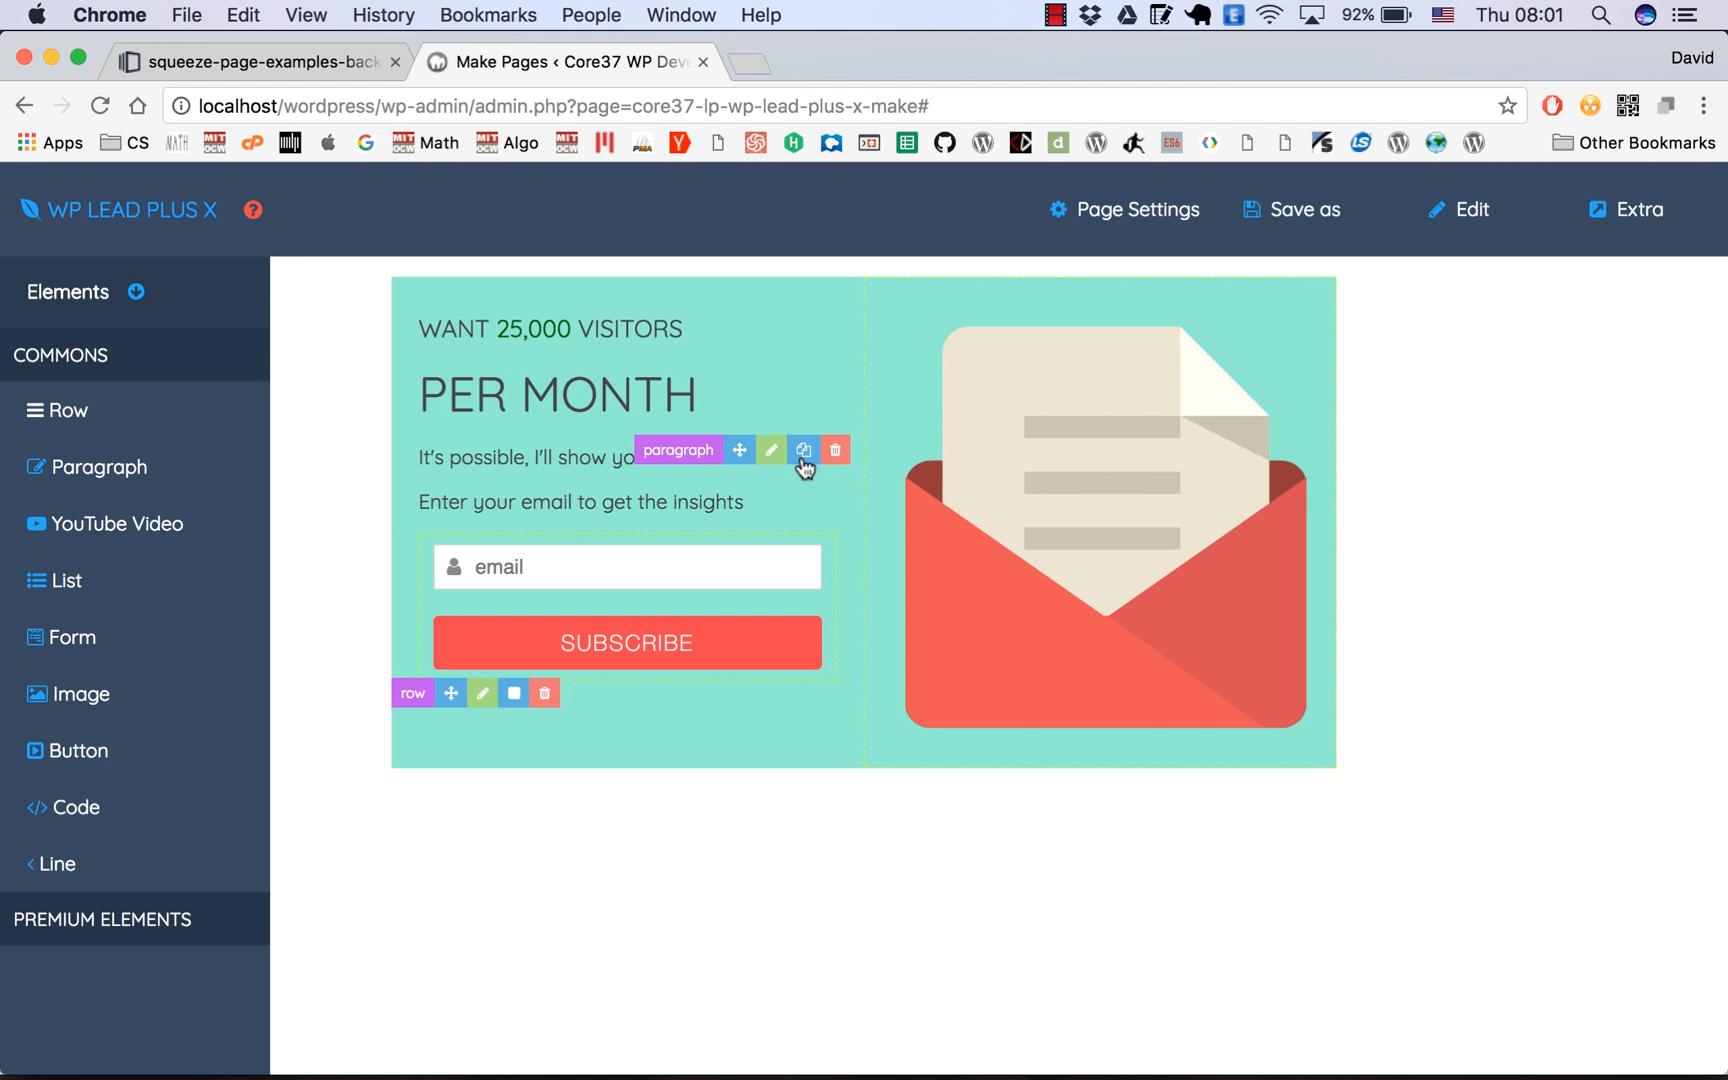 Chrome File Edit View History Bookmarks People Window Help 92% Thu 08:01
squeeze-page-examples-back Make Pages ‹ Core37 WP Dev David
localhost/wordpress/wp-admin/admin.php?page=core37-lp-wp-lead-plus-x-make#
Apps CS Math Algo Other Bookmarks
WP LEAD PLUS X Page Settings Save as Edit Extra
Elements
COMMONS
Row
Paragraph
YouTube Video
List
Form
Image
Button
Code
Line
PREMIUM ELEMENTS
WANT 25,000 VISITORS
PER MONTH
It's possible, I'll show yo
paragraph
Enter your email to get the insights
email
SUBSCRIBE
row